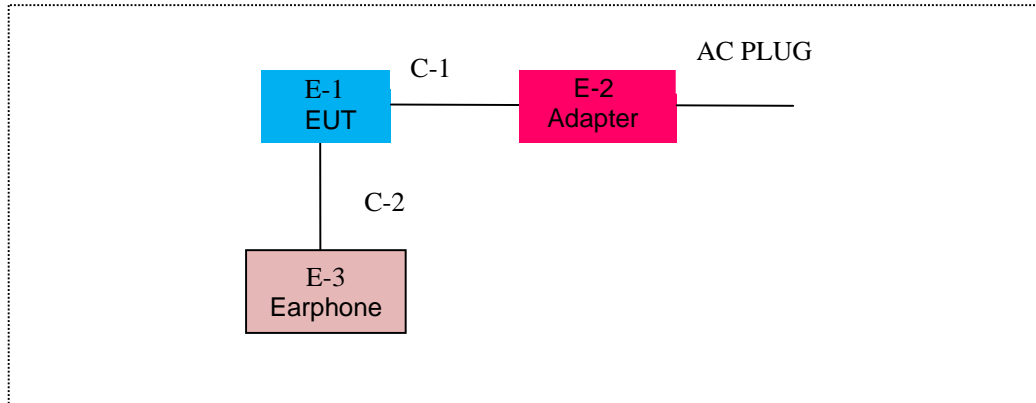 AC PLUG
C-1
E-1
EUT
E-2
Adapter
C-2
E-3
Earphone